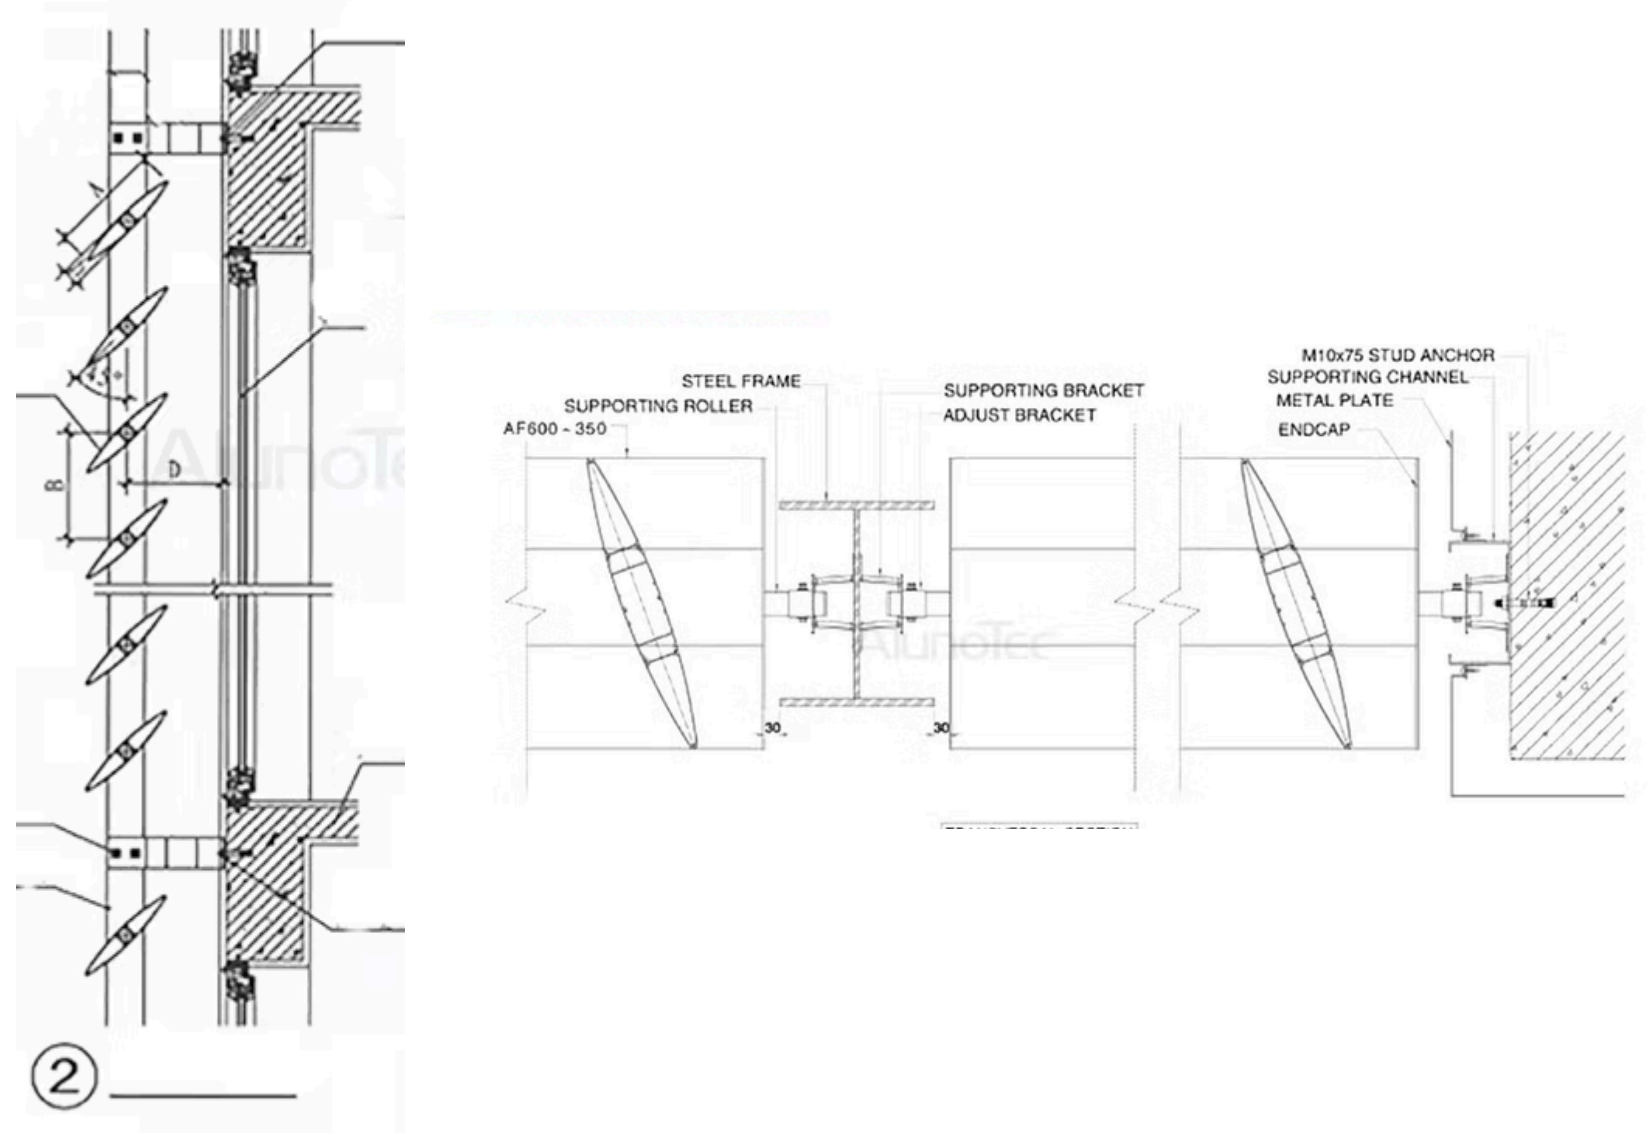 A
45°
B
D
2
AlunoTec
STEEL FRAME
SUPPORTING ROLLER
AF600 ~ 350
SUPPORTING BRACKET
ADJUST BRACKET
M10x75 STUD ANCHOR
SUPPORTING CHANNEL
METAL PLATE
ENDCAP
AlunoTec
30
30